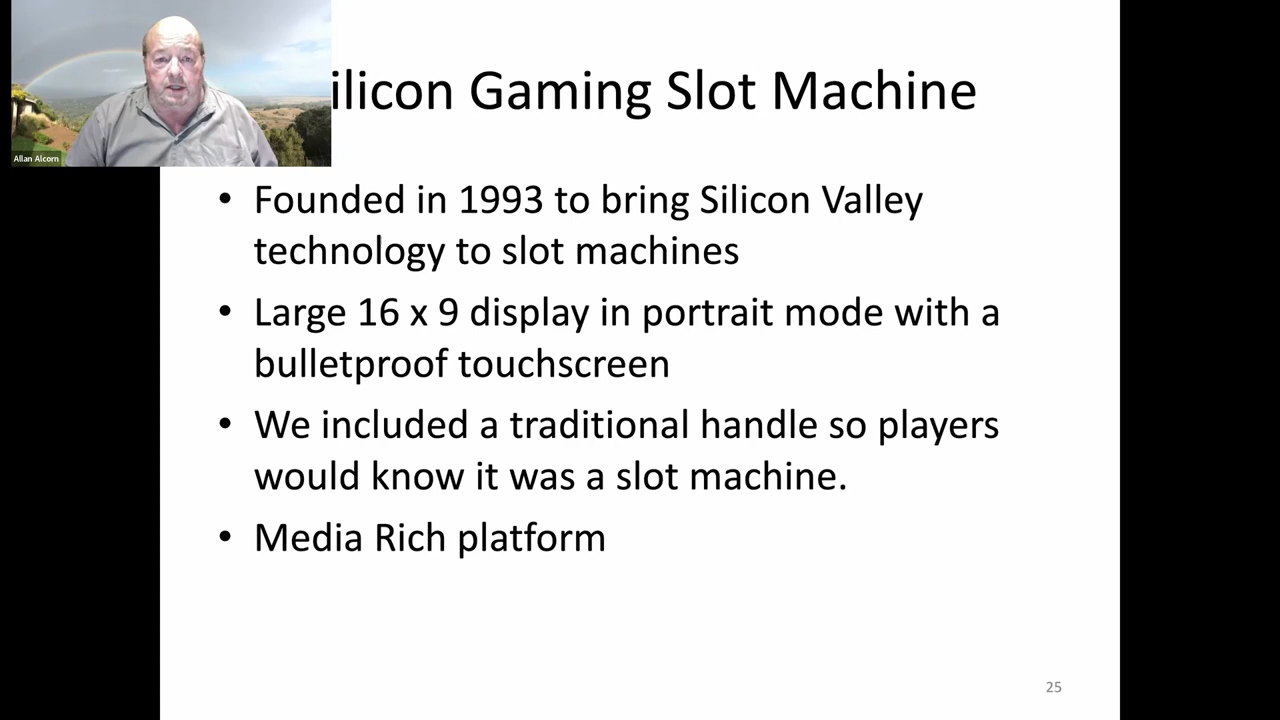 ilicon Gaming Slot Machine
Allan Alcorn
• Founded in 1993 to bring Silicon Valley
technology to slot machines
• Large 16 x 9 display in portrait mode with a
bulletproof touchscreen
• We included a traditional handle so players
would know it was a slot machine.
• Media Rich platform
25